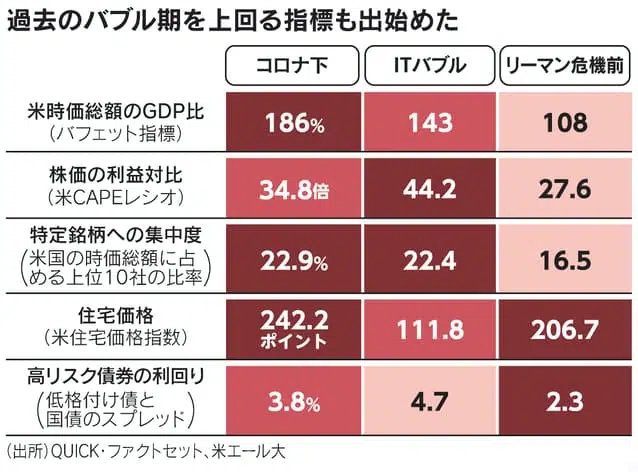 過去のバブル期を上回る指標も出始めた
コロナ下 ITバブル リーマン危機前
米時価総額のGDP比
(バフェット指標)
186% 143 108
株価の利益対比
(米CAPEレシオ)
34.8倍 44.2 27.6
特定銘柄への集中度
(米国の時価総額に占
める上位10社の比率)
22.9% 22.4 16.5
住宅価格
(米住宅価格指数)
242.2
ポイント
111.8 206.7
高リスク債券の利回り
(低格付け債と
国債のスプレッド)
3.8% 4.7 2.3
(出所)QUICK・ファクトセット、米エール大